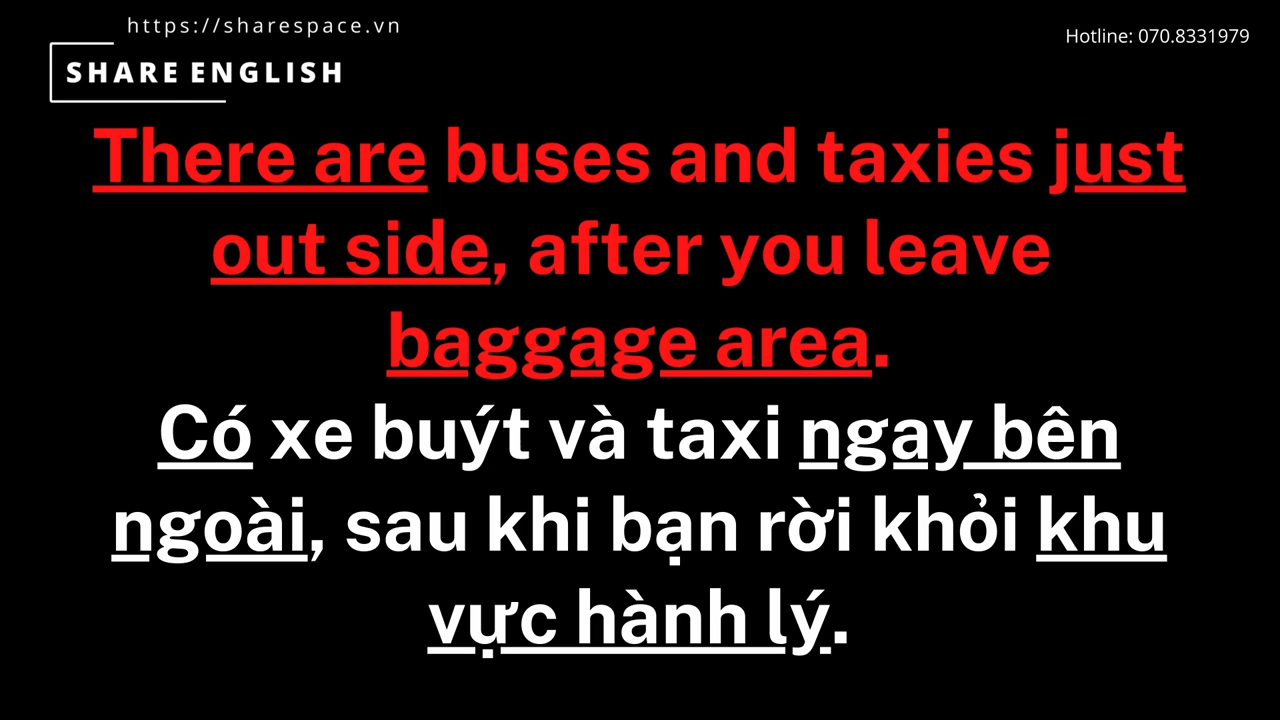 https://sharespace.vn
Hotline: 070.8331979
SHARE ENGLISH
There are buses and taxies just
out side, after you leave
baggage area.
Có xe buýt và taxi ngay bên
ngoài, sau khi bạn rời khỏi khu
vực hành lý.